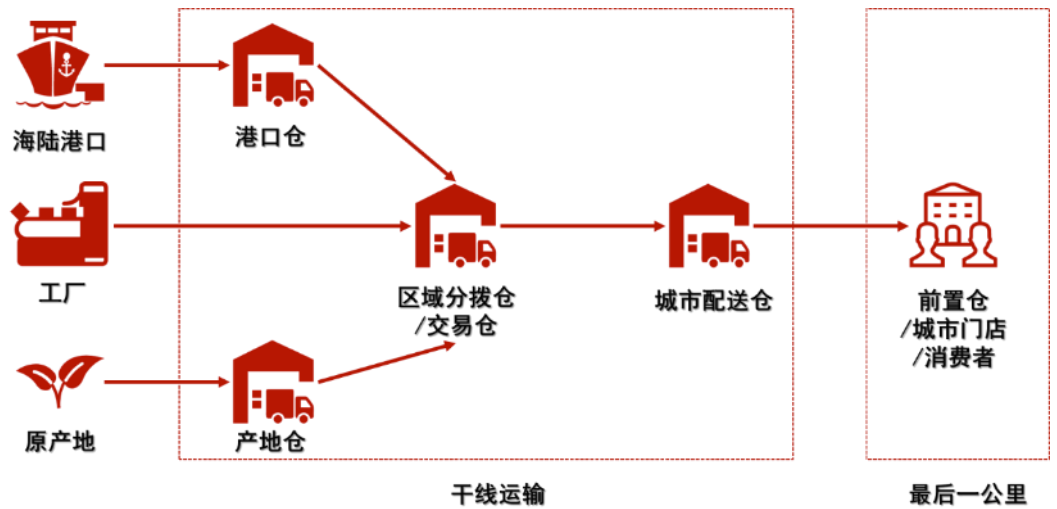 海陆港口
港口仓
工厂
区域分拨仓
/交易仓
城市配送仓
前置仓
/城市门店
/消费者
原产地
产地仓
干线运输
最后一公里